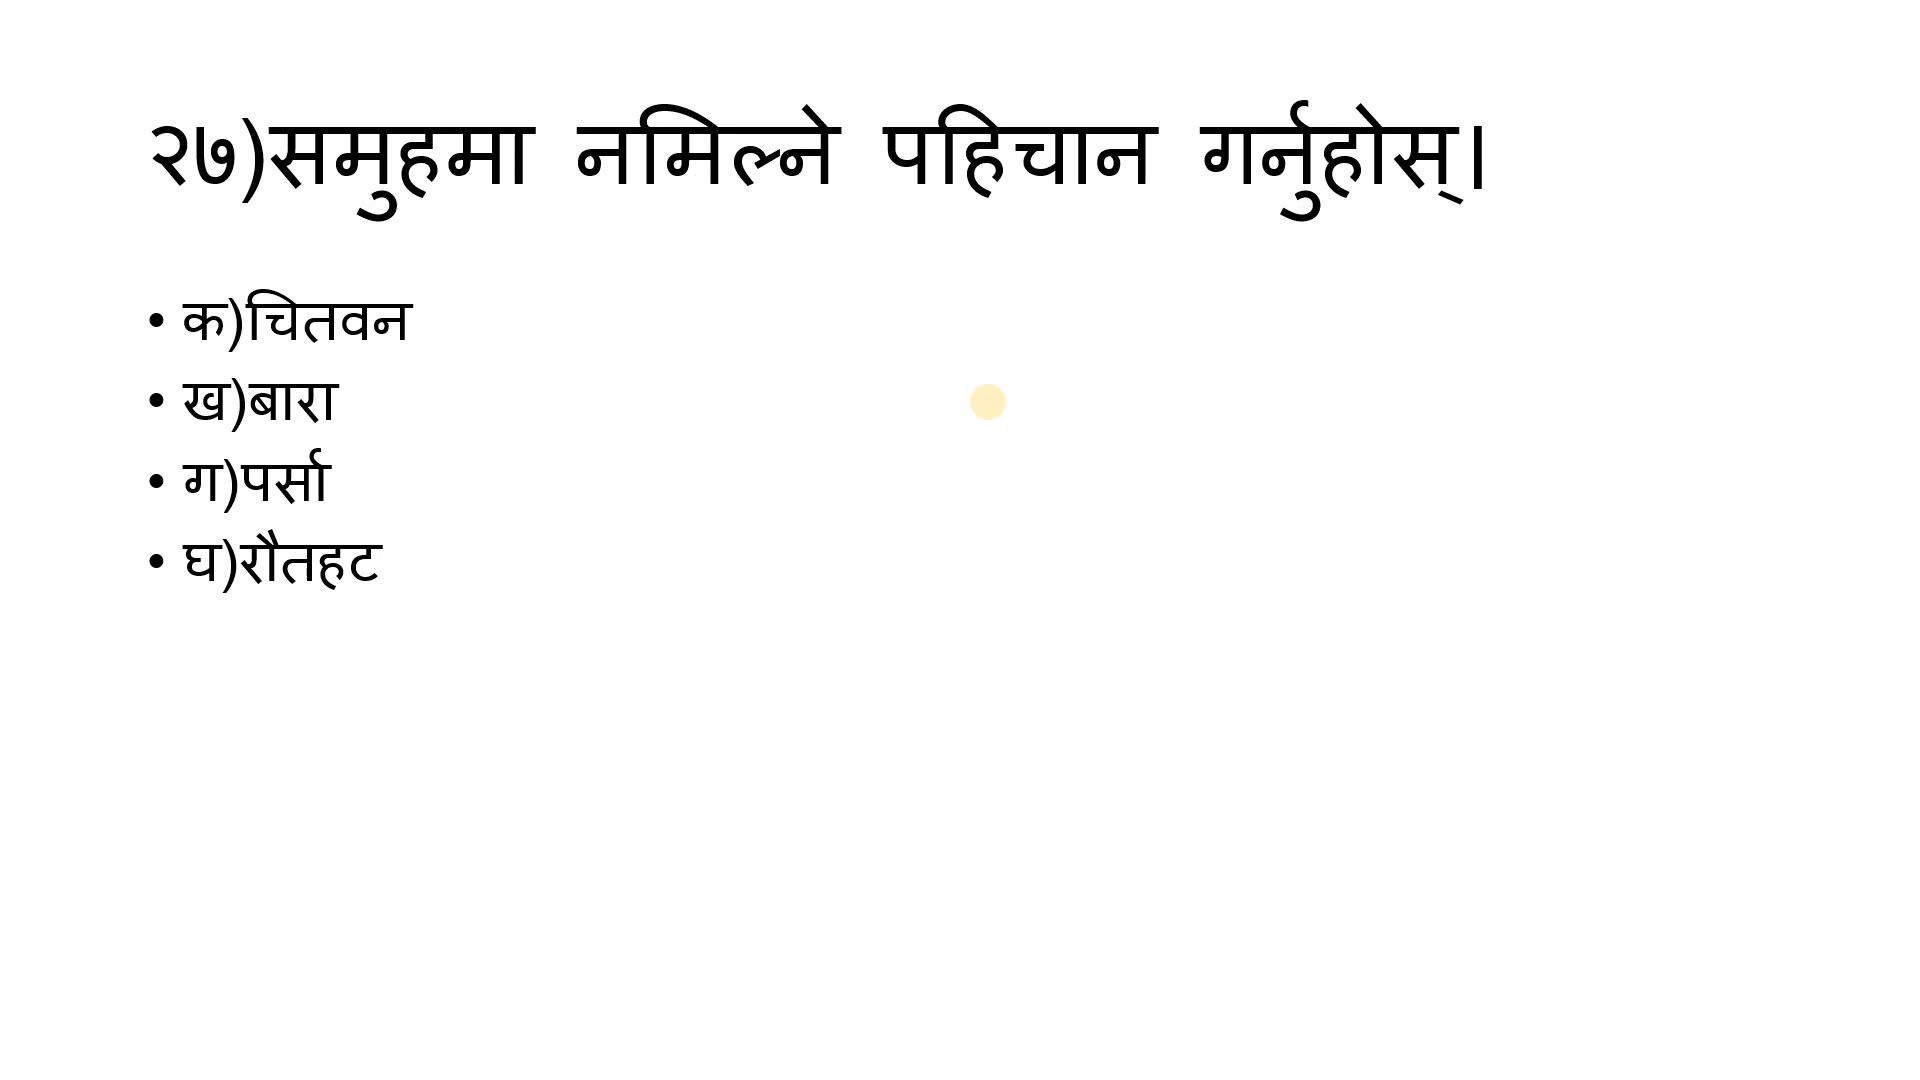 २७)समुहमा नमिल्ने पहिचान गर्नुहोस्।
• क)चितवन
• ख)बारा
• ग)पर्सा
• घ)रौतहट